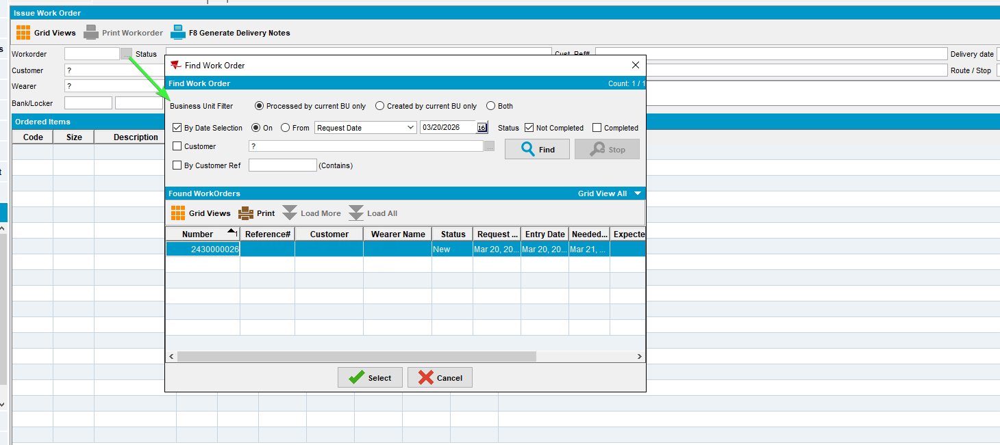 Issue Work Order
Grid Views Print Workorder F8 Generate Delivery Notes
Workorder ... Status Cust. Ref# Delivery date
Customer ? Route / Stop
Wearer ?
Bank/Locker
Ordered Items
Code Size Description
Find Work Order
Find Work Order Count: 1 / 1
Business Unit Filter Processed by current BU only Created by current BU only Both
By Date Selection On From Request Date 03/20/2026 16 Status Not Completed Completed
Customer ? ... Find Stop
By Customer Ref (Contains)
Found WorkOrders Grid View All
Grid Views Print Load More Load All
Number 1 Reference# Customer Wearer Name Status Request ... Entry Date Needed... Expecte
2430000026 New Mar 20, 20... Mar 20, 20... Mar 21, ...
Select Cancel